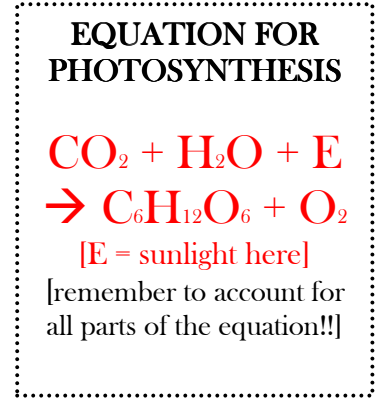 EQUATION FOR
PHOTOSYNTHESIS
CO₂ + H₂O + E
→ C₆H₁₂O₆ + O₂
[E = sunlight here]
[remember to account for
all parts of the equation!!]